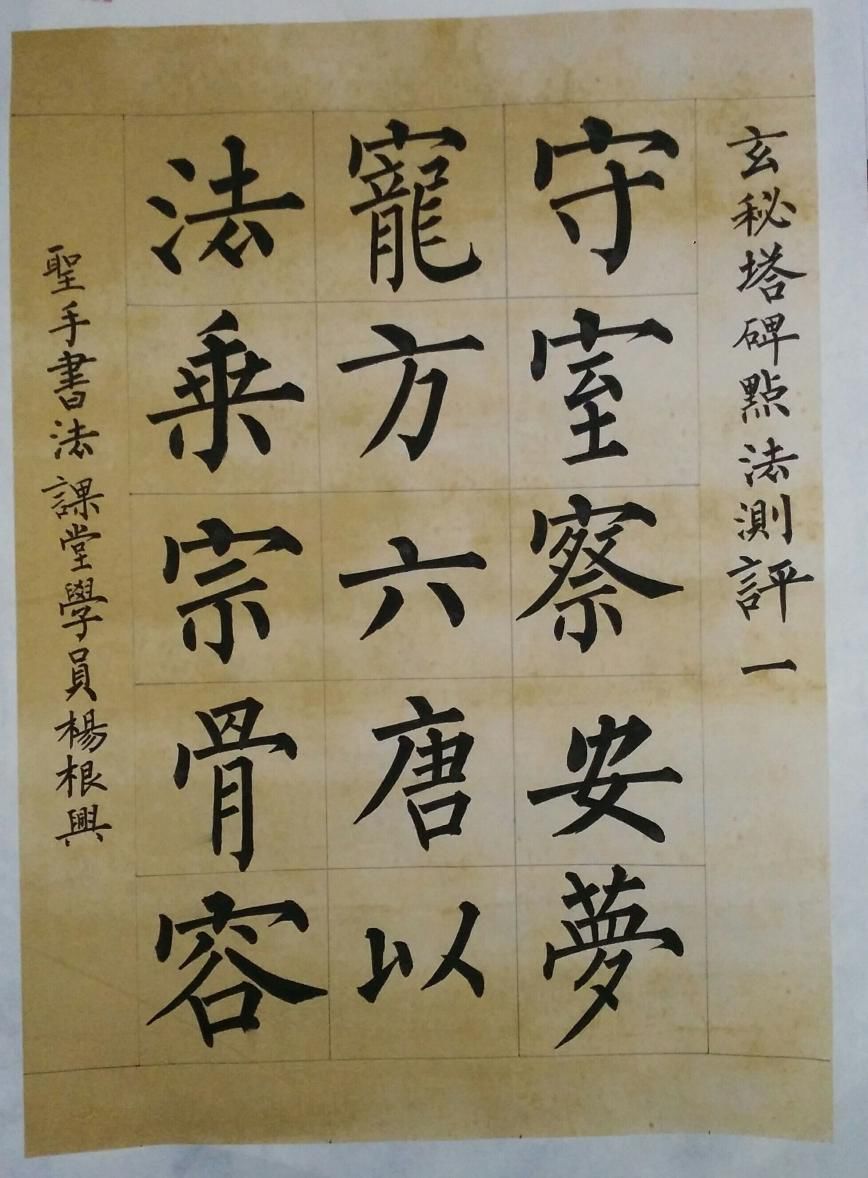 玄秘塔碑點法測評一
守室察安夢
寵方六唐以
法乗宗骨容
聖手書法課堂學員楊根興